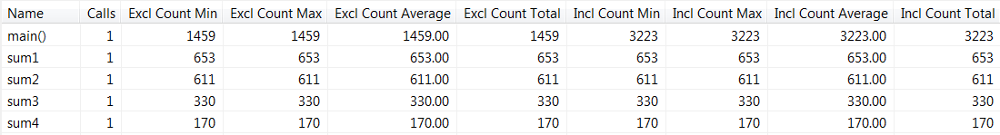 Name Calls Excl Count Min Excl Count Max Excl Count Average Excl Count Total Incl Count Min Incl Count Max Incl Count Average Incl Count Total
main() 1 1459 1459 1459.00 1459 3223 3223 3223.00 3223
sum1 1 653 653 653.00 653 653 653 653.00 653
sum2 1 611 611 611.00 611 611 611 611.00 611
sum3 1 330 330 330.00 330 330 330 330.00 330
sum4 1 170 170 170.00 170 170 170 170.00 170